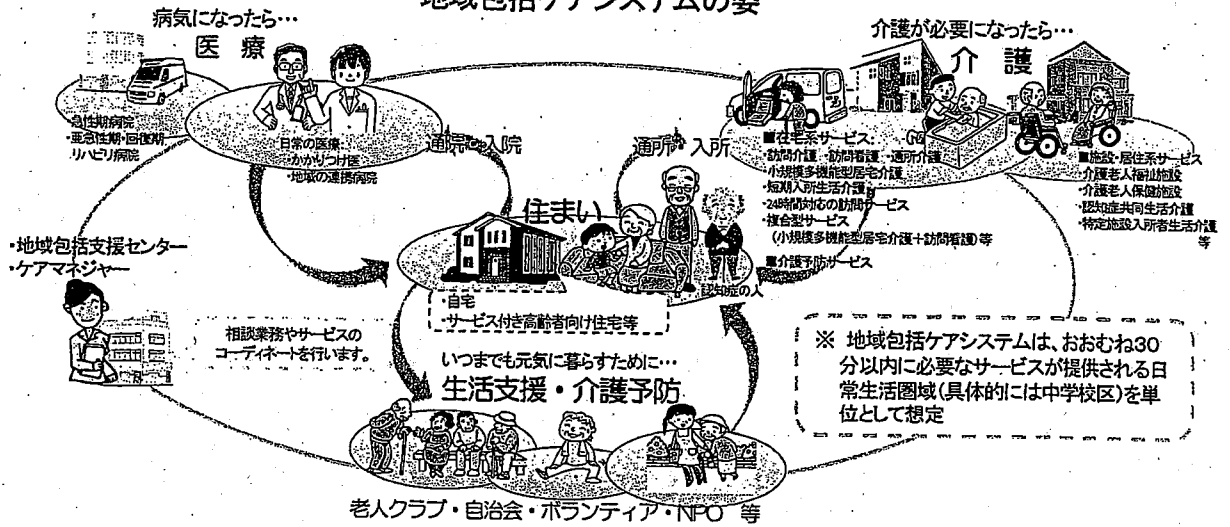 地域包括ケアシステムの姿
病気になったら…
医 療
急性期病院
・亜急性期・回復期
リハビリ病院
日常の医療:
・かかりつけ医
・地域の連携病院
通院・入院
通所・入所
介護が必要になったら…
介 護
■在宅系サービス:
・訪問介護・訪問看護・通所介護
・小規模多機能型居宅介護
・短期入所生活介護
・24時間対応の訪問サービス
・複合型サービス
(小規模多機能型居宅介護+訪問看護)等
■介護予防サービス
■施設・居住系サービス
・介護老人福祉施設
・介護老人保健施設
・認知症共同生活介護
・特定施設入所者生活介護
等
住まい
認知症の人
・自宅
・サービス付き高齢者向け住宅等
・地域包括支援センター
・ケアマネジャー
相談業務やサービスの
コーディネートを行います。
いつまでも元気に暮らすために…
生活支援・介護予防
老人クラブ・自治会・ボランティア・NPO 等
※ 地域包括ケアシステムは、おおむね30
分以内に必要なサービスが提供される日
常生活圏域(具体的には中学校区)を単
位として想定